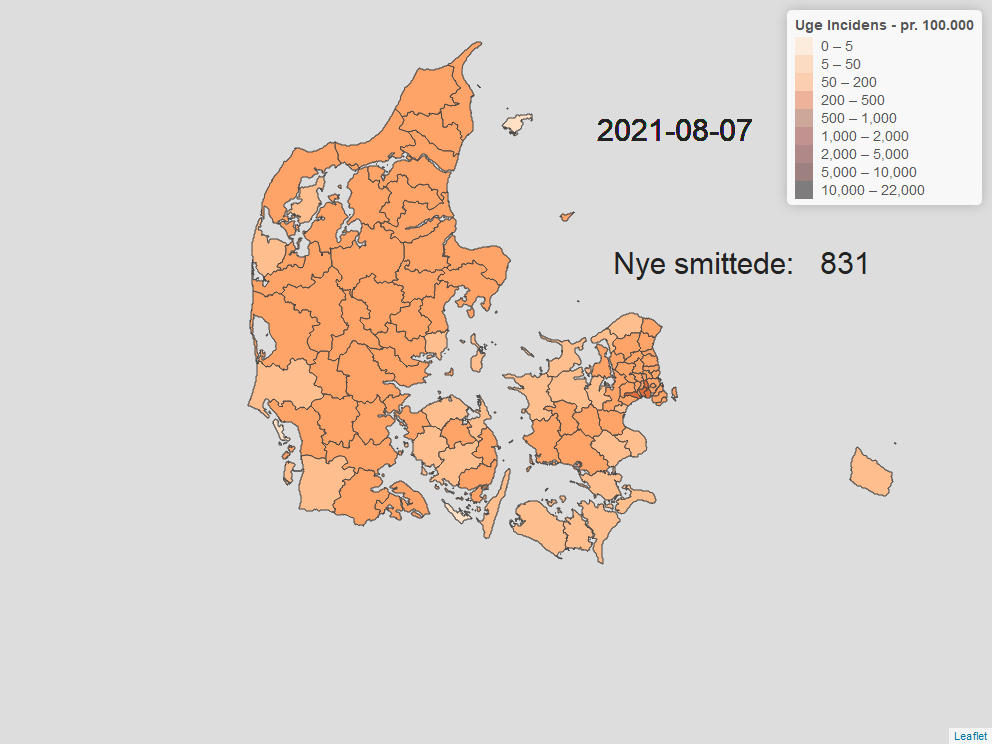 Uge Incidens - pr. 100.000
0 – 5
5 – 50
50 – 200
200 – 500
500 – 1,000
1,000 – 2,000
2,000 – 5,000
5,000 – 10,000
10,000 – 22,000
2021-08-07
Nye smittede: 831
Leaflet